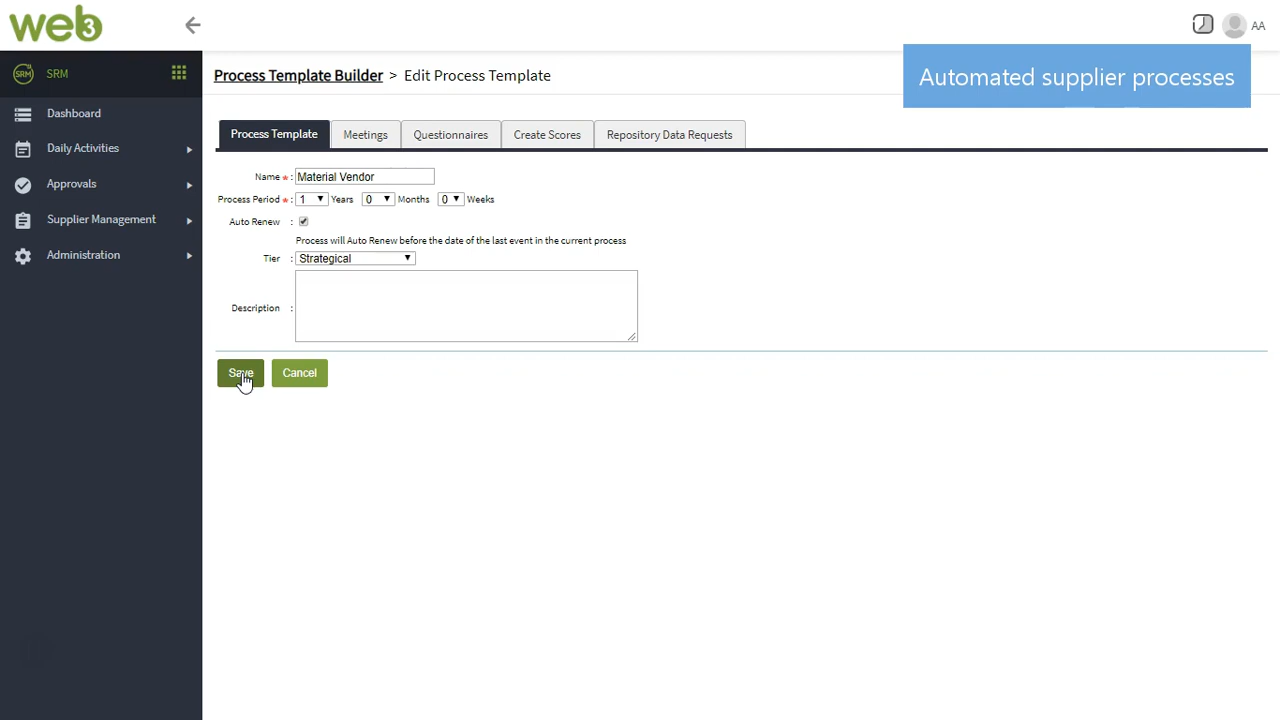 web3
AA
Automated supplier processes
SRM SRM
Dashboard
Daily Activities
Approvals
Supplier Management
Administration
Process Template Builder > Edit Process Template
Process Template Meetings Questionnaires Create Scores Repository Data Requests
Name * : Material Vendor
Process Period * : 1 Years 0 Months 0 Weeks
Auto Renew :
Process will Auto Renew before the date of the last event in the current process
Tier : Strategical
Description :
Save Cancel